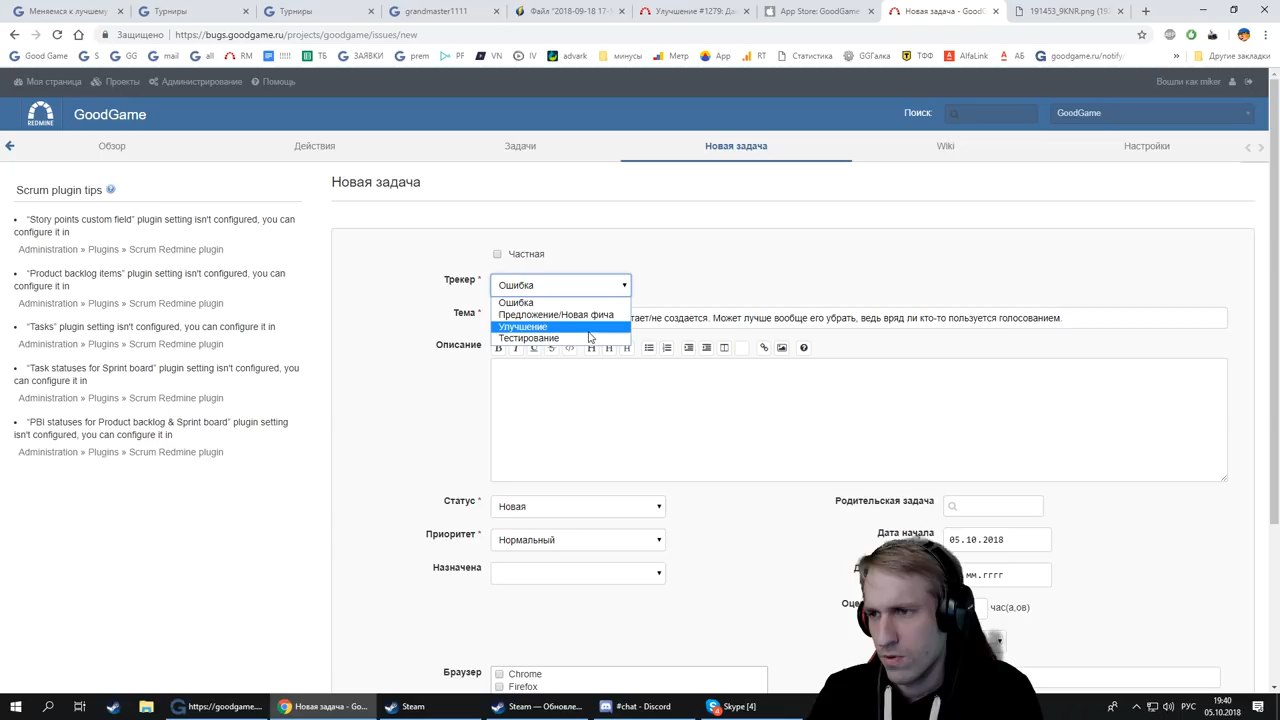 Меняемся к лучшему
Турниры
Турниры
grandmaster1111
Файл "2018-09-18 17-1
Улучшение #1279: Дво
App Store: GoodGame
Новая задача - GoodG
191453_9KNR.png (1920
Защищено | https://bugs.goodgame.ru/projects/goodgame/issues/new
Good Game
S
GG
mail
all
RM
!!!
ТБ
ЗАЯВКИ
prem
PF
VN
IV
advark
минусы
Метр
App
RT
Статистика
GGГалка
ТФФ
AlfaLink
АБ
goodgame.ru/notify
»
Другие закладки
Моя страница
Проекты
Администрирование
Помощь
Вошли как miker
REDMINE
GoodGame
Поиск:
GoodGame
Обзор
Действия
Задачи
Новая задача
Wiki
Настройки
Scrum plugin tips
Новая задача
“Story points custom field” plugin setting isn't configured, you can
configure it in
Administration » Plugins » Scrum Redmine plugin
“Product backlog items” plugin setting isn't configured, you can
configure it in
Administration » Plugins » Scrum Redmine plugin
“Tasks” plugin setting isn't configured, you can configure it in
Administration » Plugins » Scrum Redmine plugin
“Task statuses for Sprint board” plugin setting isn't configured, you
can configure it in
Administration » Plugins » Scrum Redmine plugin
“PBI statuses for Product backlog & Sprint board” plugin setting
isn't configured, you can configure it in
Administration » Plugins » Scrum Redmine plugin
Частная
Трекер *
Ошибка
Ошибка
Предложение/Новая фича
Улучшение
Тестирование
Тема *
тает/не создается. Может лучше вообще его убрать, ведь вряд ли кто-то пользуется голосованием.
Описание
Статус *
Новая
Родительская задача
Приоритет *
Нормальный
Дата начала
05.10.2018
Назначена
мм.гггг
час(а,ов)
Браузер
Chrome
Firefox
https://goodgame....
Новая задача - Go...
Steam
Steam — Обновле...
#chat - Discord
Skype [4]
РУС
19:40
05.10.2018